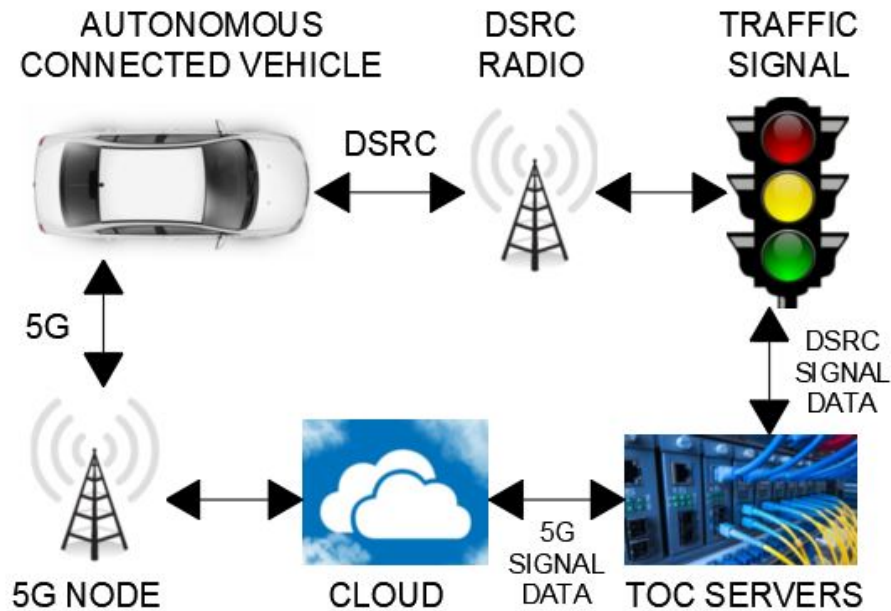 AUTONOMOUS
CONNECTED VEHICLE
DSRC
RADIO
TRAFFIC
SIGNAL
DSRC
5G
DSRC
SIGNAL
DATA
5G
SIGNAL
DATA
5G NODE
CLOUD
TOC SERVERS